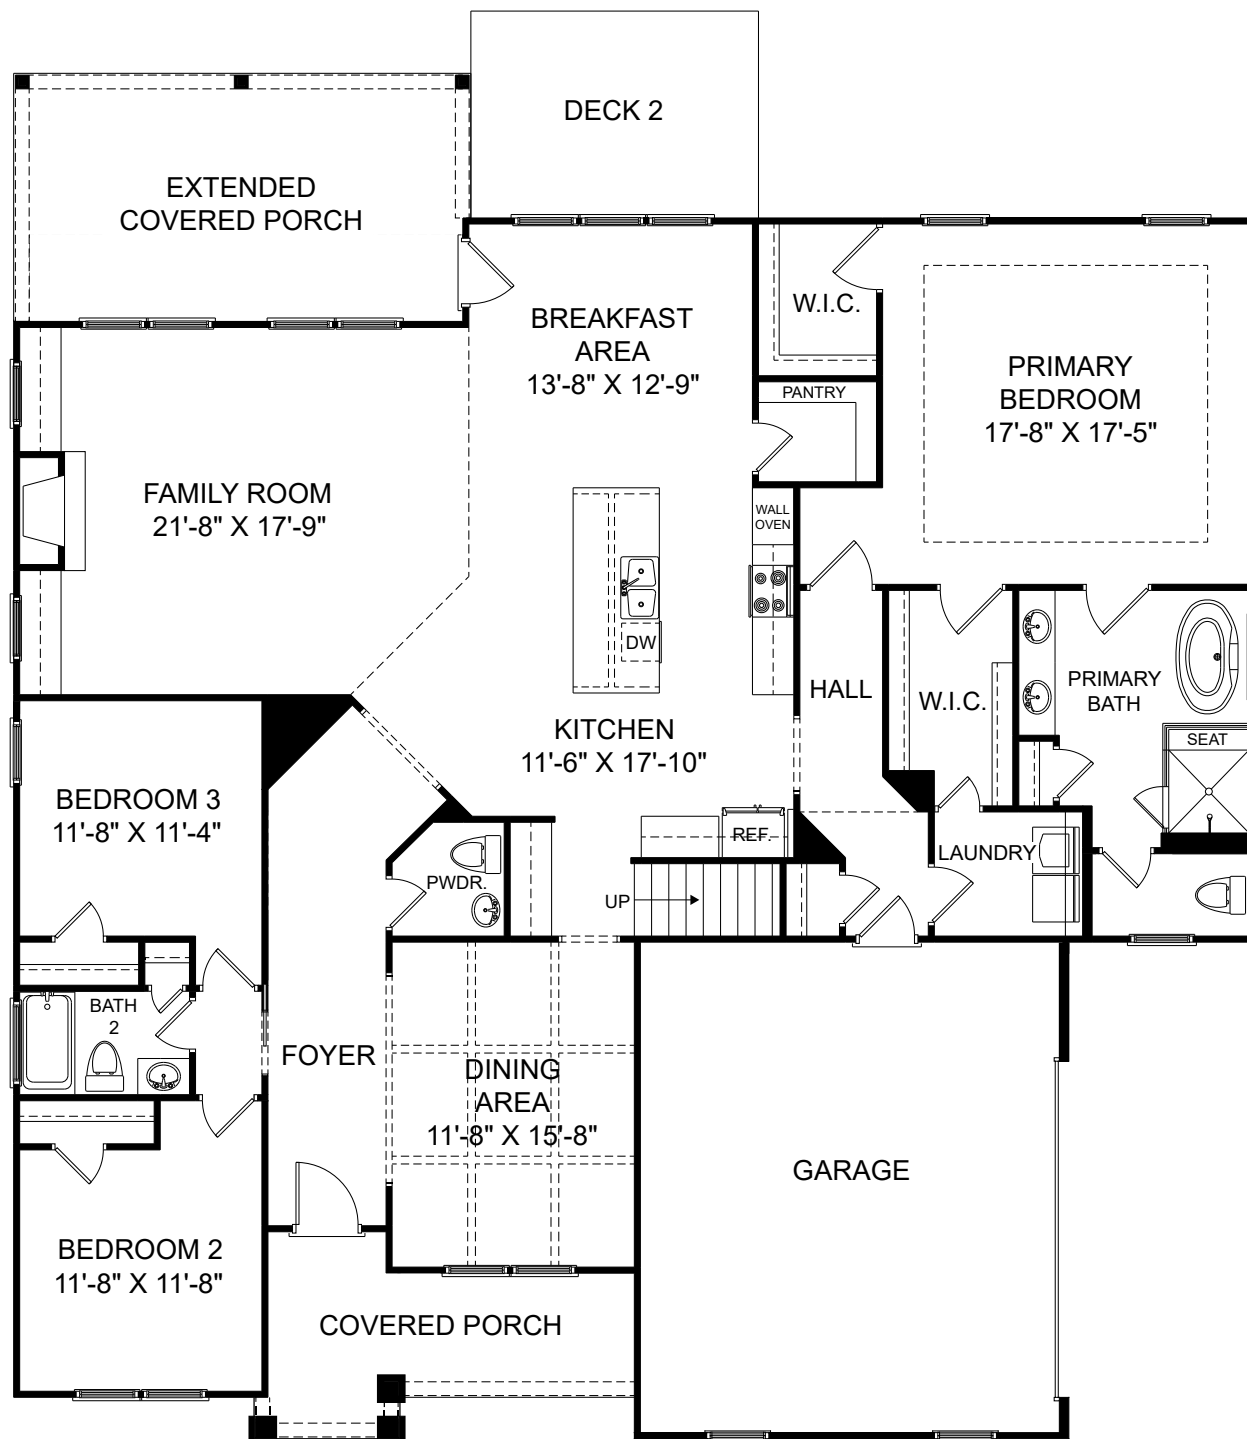 DECK 2
EXTENDED
COVERED PORCH
BREAKFAST
AREA
13'-8" X 12'-9"
W.I.C.
PANTRY
PRIMARY
BEDROOM
17'-8" X 17'-5"
FAMILY ROOM
21'-8" X 17'-9"
WALL
OVEN
DW
KITCHEN
11'-6" X 17'-10"
HALL
W.I.C.
PRIMARY
BATH
SEAT
BEDROOM 3
11'-8" X 11'-4"
REF.
LAUNDRY
PWDR.
UP
BATH
2
FOYER
DINING
AREA
11'-8" X 15'-8"
GARAGE
BEDROOM 2
11'-8" X 11'-8"
COVERED PORCH